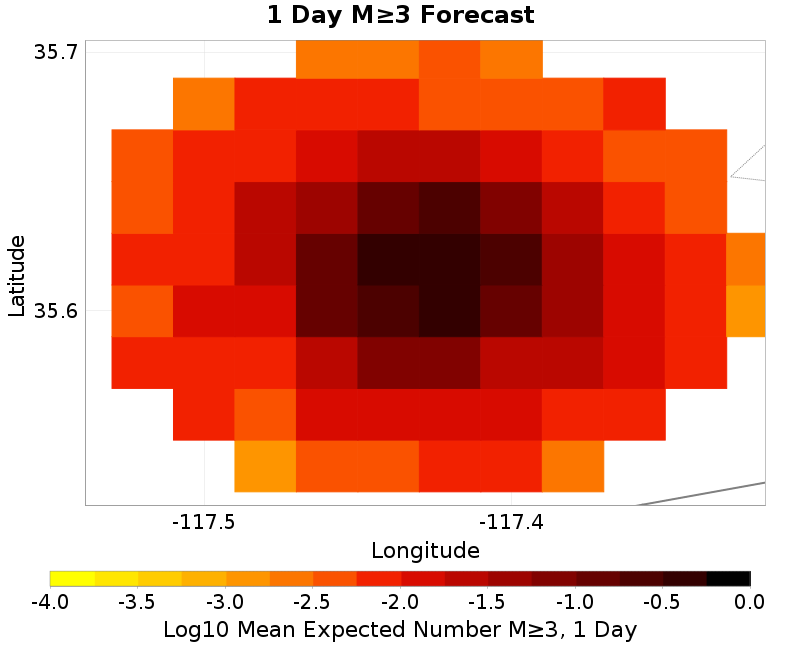 1 Day M≥3 Forecast
35.7
35.6
Latitude
-117.5 -117.4
Longitude
-4.0 -3.5 -3.0 -2.5 -2.0 -1.5 -1.0 -0.5 0.0
Log10 Mean Expected Number M≥3, 1 Day